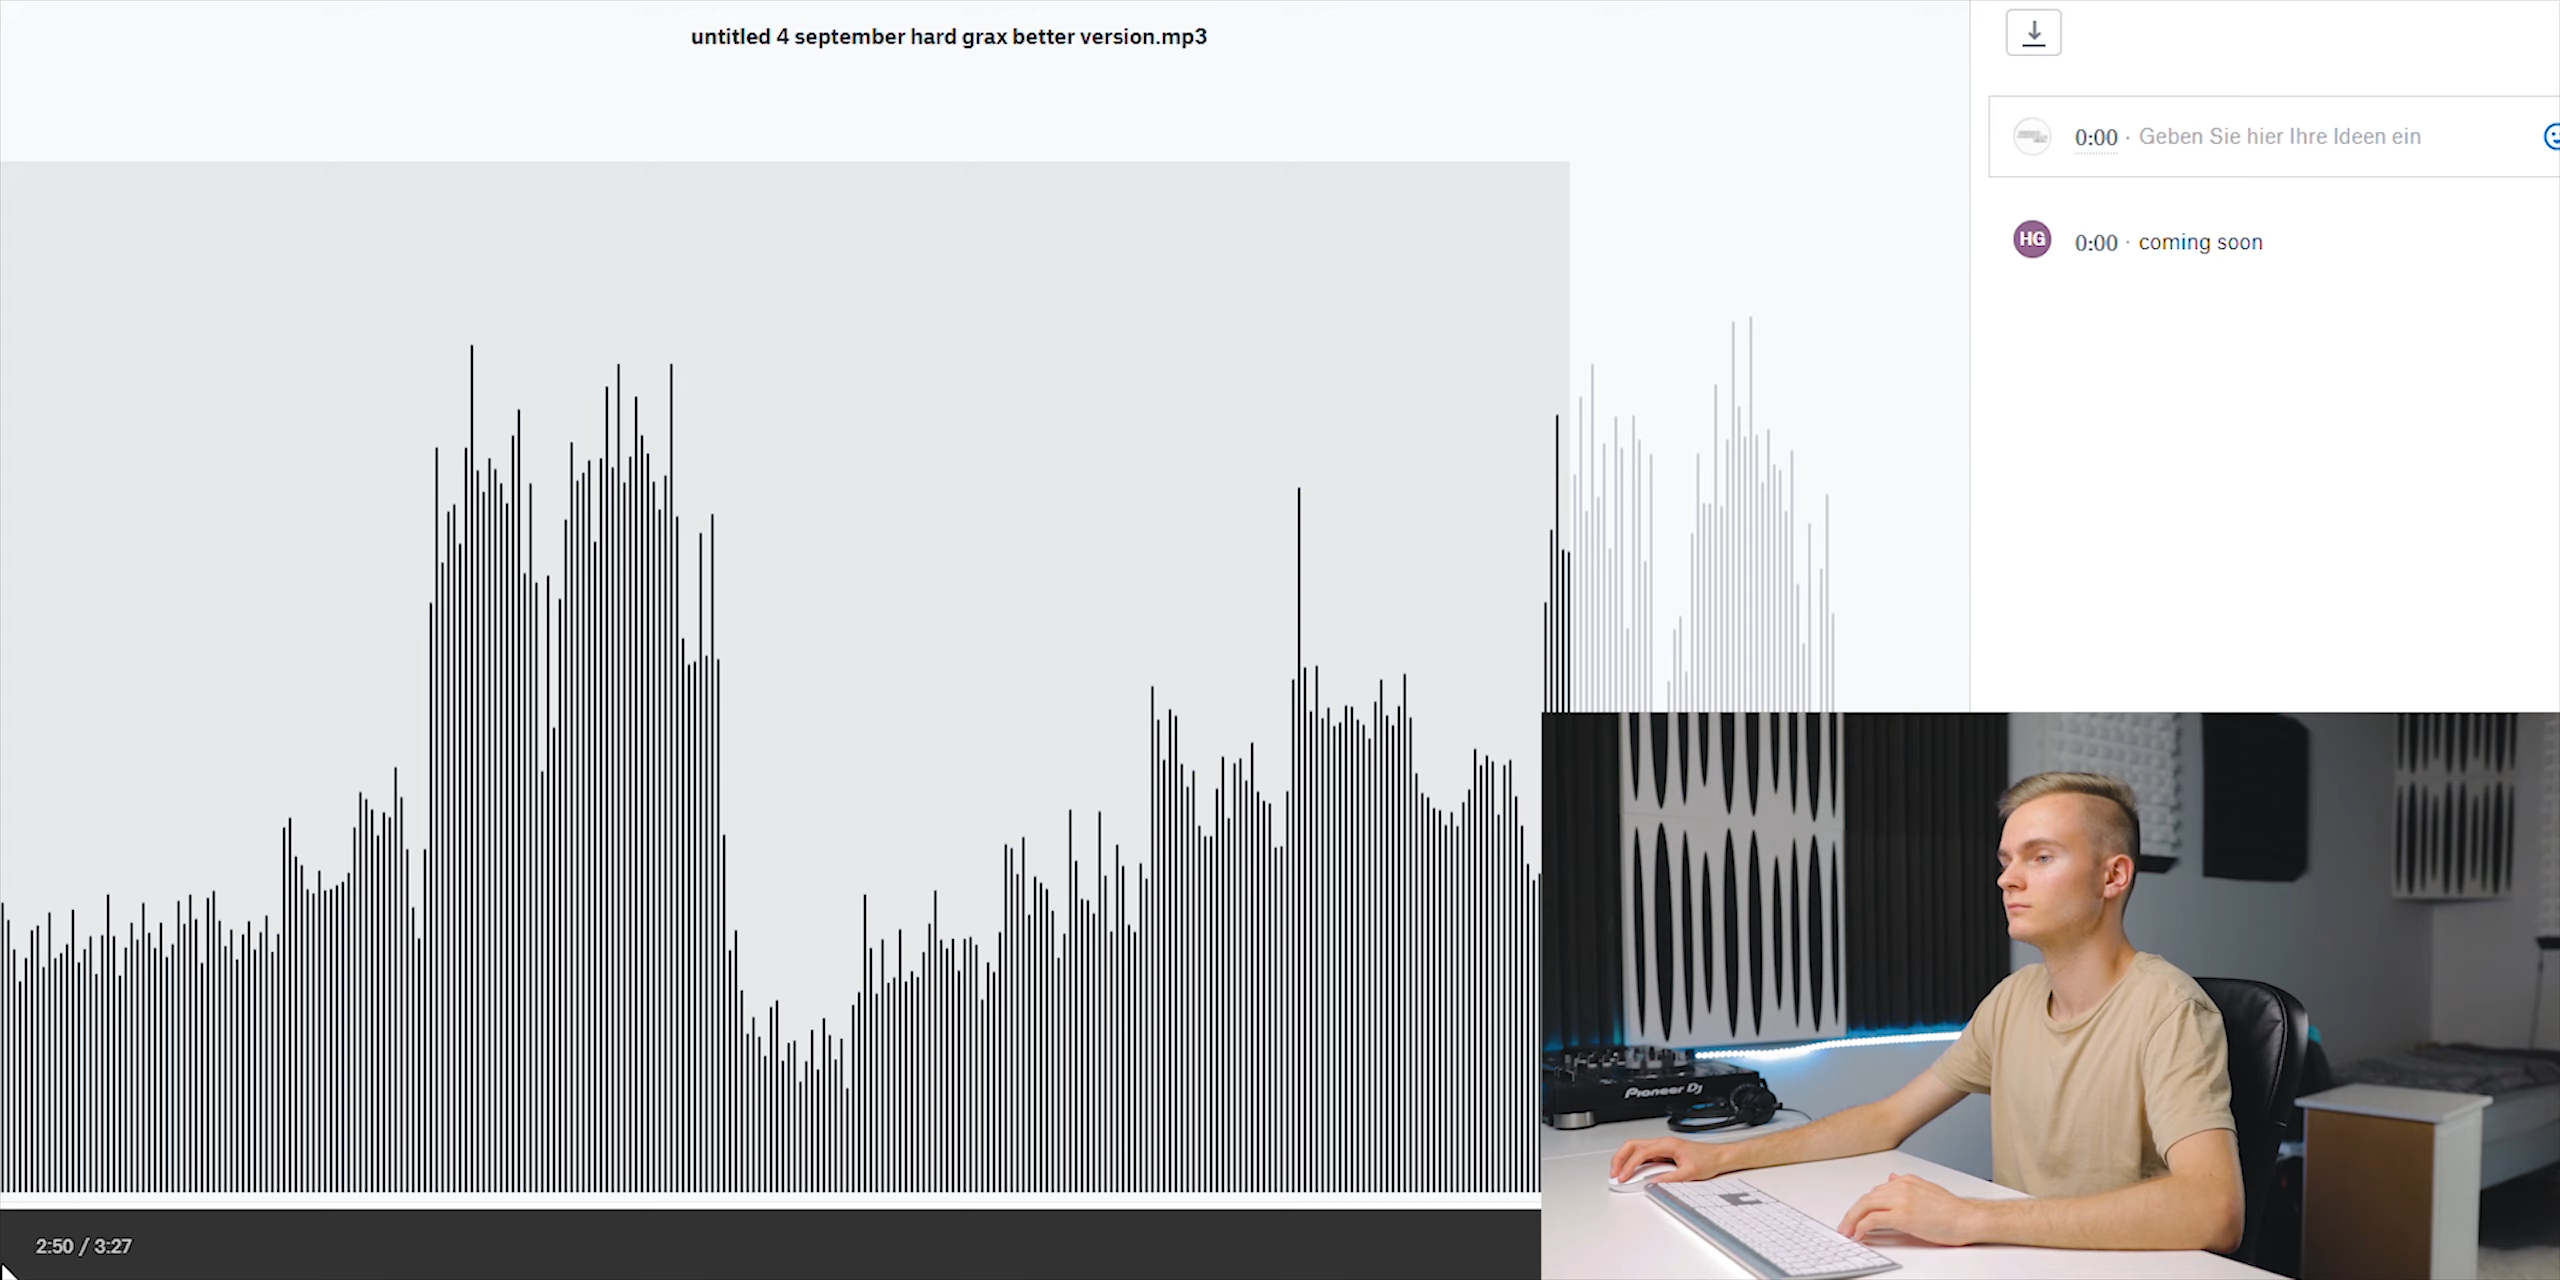 untitled 4 september hard grax better version.mp3
0:00 · Geben Sie hier Ihre Ideen ein
HG 0:00 · coming soon
2:50 / 3:27
Pioneer Dj